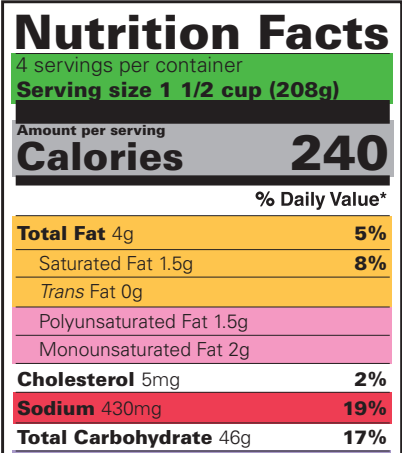 Nutrition Facts
4 servings per container
Serving size 1 1/2 cup (208g)
Amount per serving
Calories 240
% Daily Value*
Total Fat 4g 5%
Saturated Fat 1.5g 8%
Trans Fat 0g
Polyunsaturated Fat 1.5g
Monounsaturated Fat 2g
Cholesterol 5mg 2%
Sodium 430mg 19%
Total Carbohydrate 46g 17%